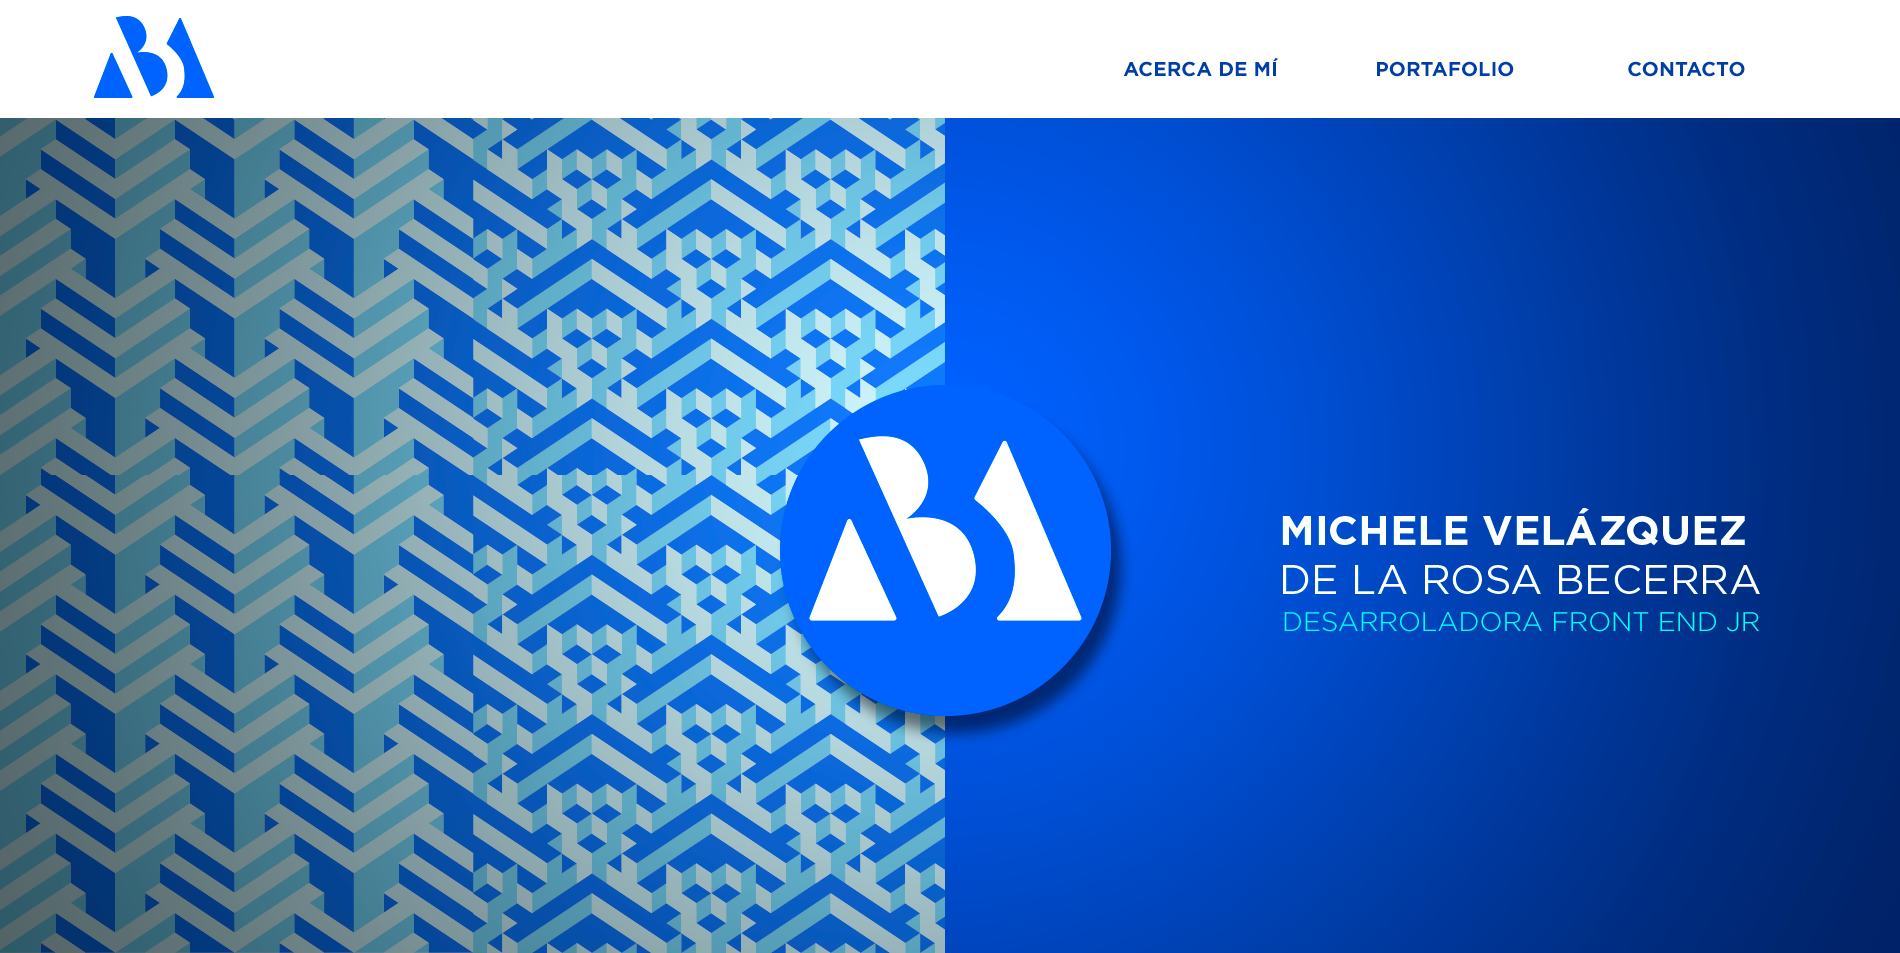 ACERCA DE MÍ
PORTAFOLIO
CONTACTO
MICHELE VELÁZQUEZ
DE LA ROSA BECERRA
DESARROLADORA FRONT END JR